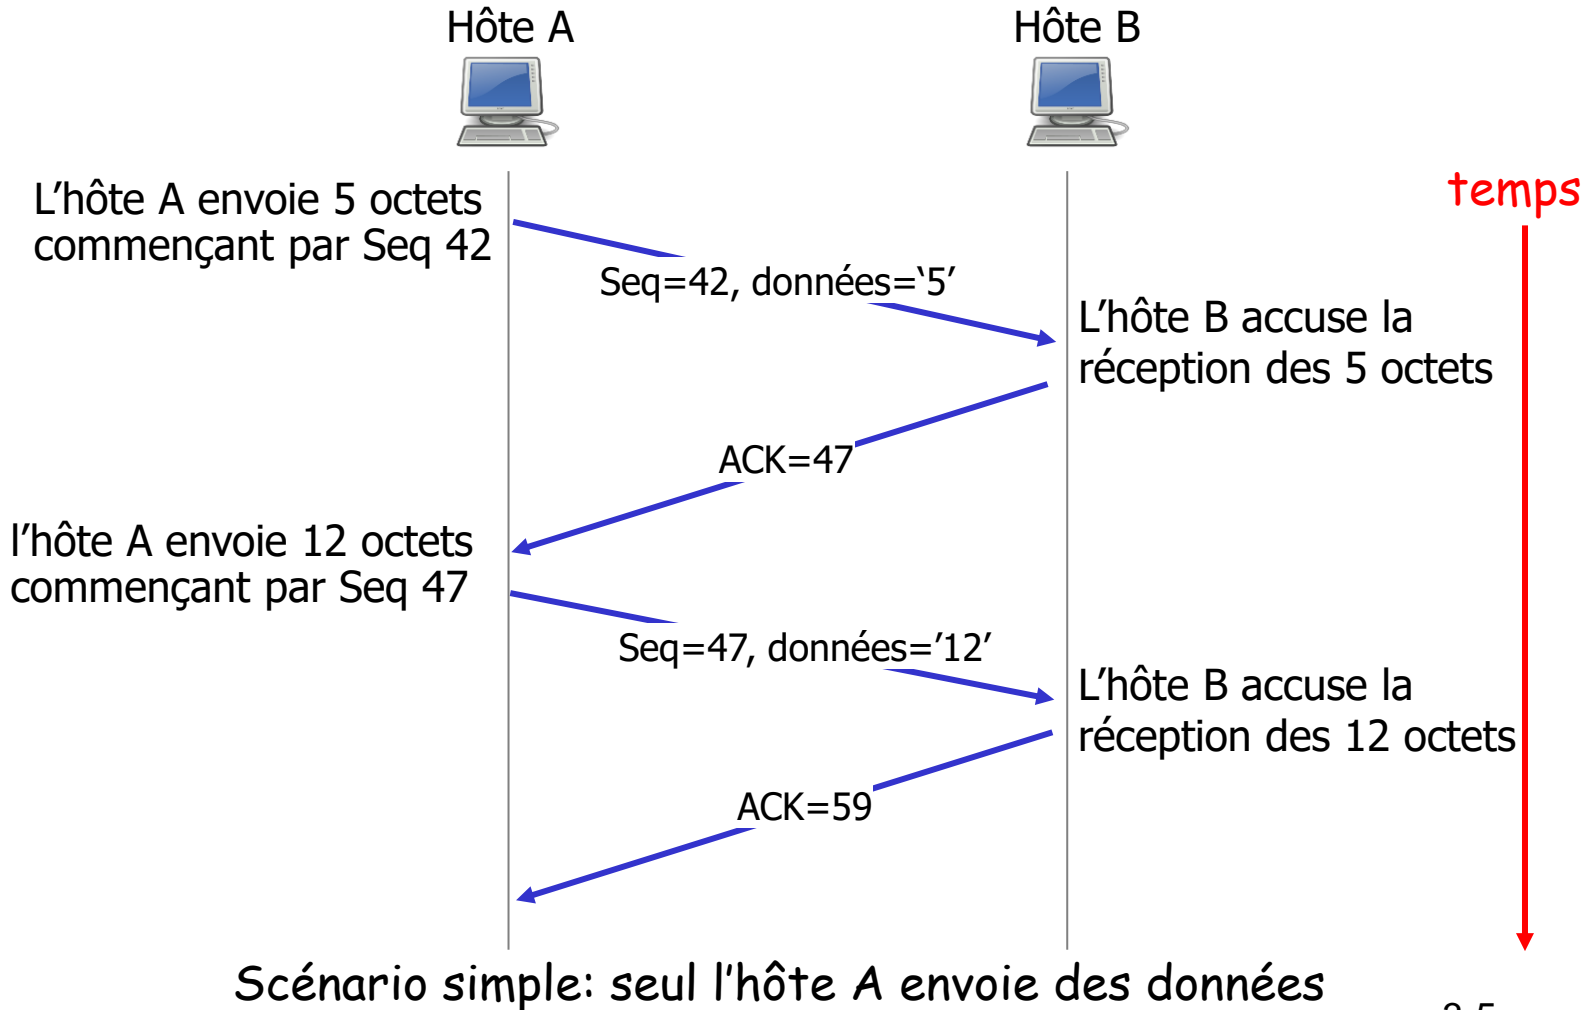 Hôte A
Hôte B
temps
L’hôte A envoie 5 octets
commençant par Seq 42
Seq=42, données=‘5’
L’hôte B accuse la
réception des 5 octets
ACK=47
l’hôte A envoie 12 octets
commençant par Seq 47
Seq=47, données=’12’
L’hôte B accuse la
réception des 12 octets
ACK=59
Scénario simple: seul l’hôte A envoie des données